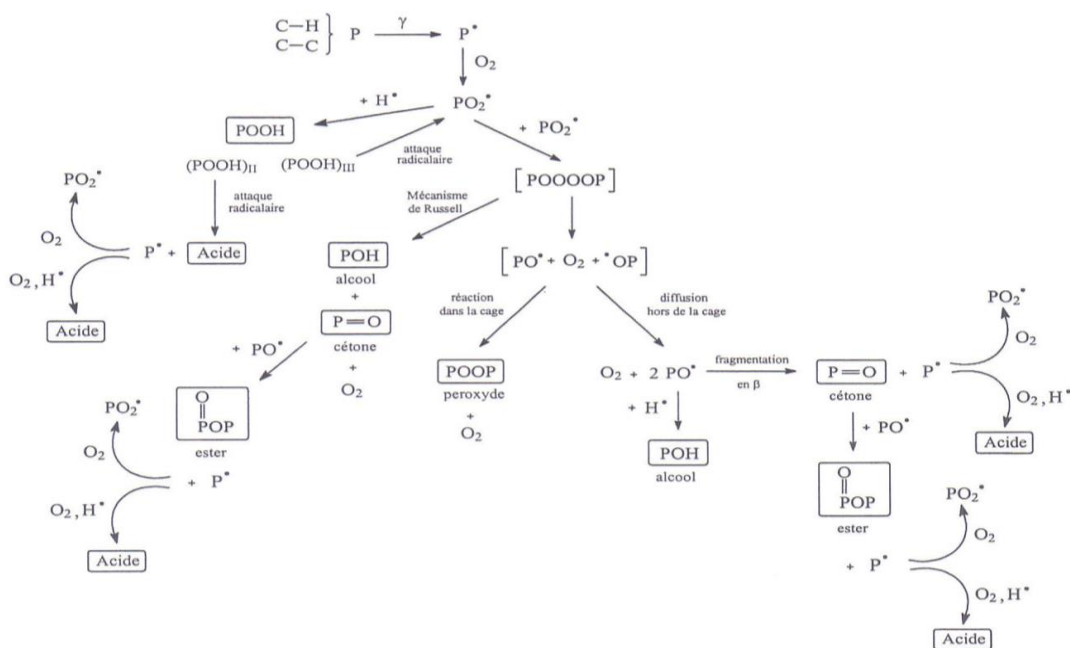 C—H
C—C
P
γ
P•
O2
PO2•
+ H•
POOH
+ PO2•
(POOH)II
(POOH)III
attaque
radicalaire
[POOOOP]
PO2•
attaque
radicalaire
Mécanisme
de Russell
O2
P• + Acide
O2, H•
Acide
POH
alcool
+
P=O
cétone
+
O2
[PO• + O2 + •OP]
réaction
dans la cage
diffusion
hors de la cage
PO2•
O2
+ PO•
POOP
peroxyde
+
O2
O2 + 2 PO•
fragmentation
en β
P=O + P•
cétone
O2, H•
Acide
+ H•
POH
alcool
+ PO•
PO2•
O
POP
ester
O2
+ P•
O2, H•
Acide
O
POP
ester
PO2•
O2
+ P•
O2, H•
Acide